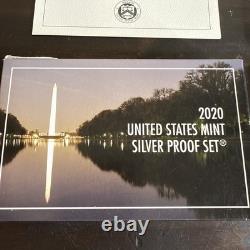 2020
UNITED STATES MINT
SILVER PROOF SET®